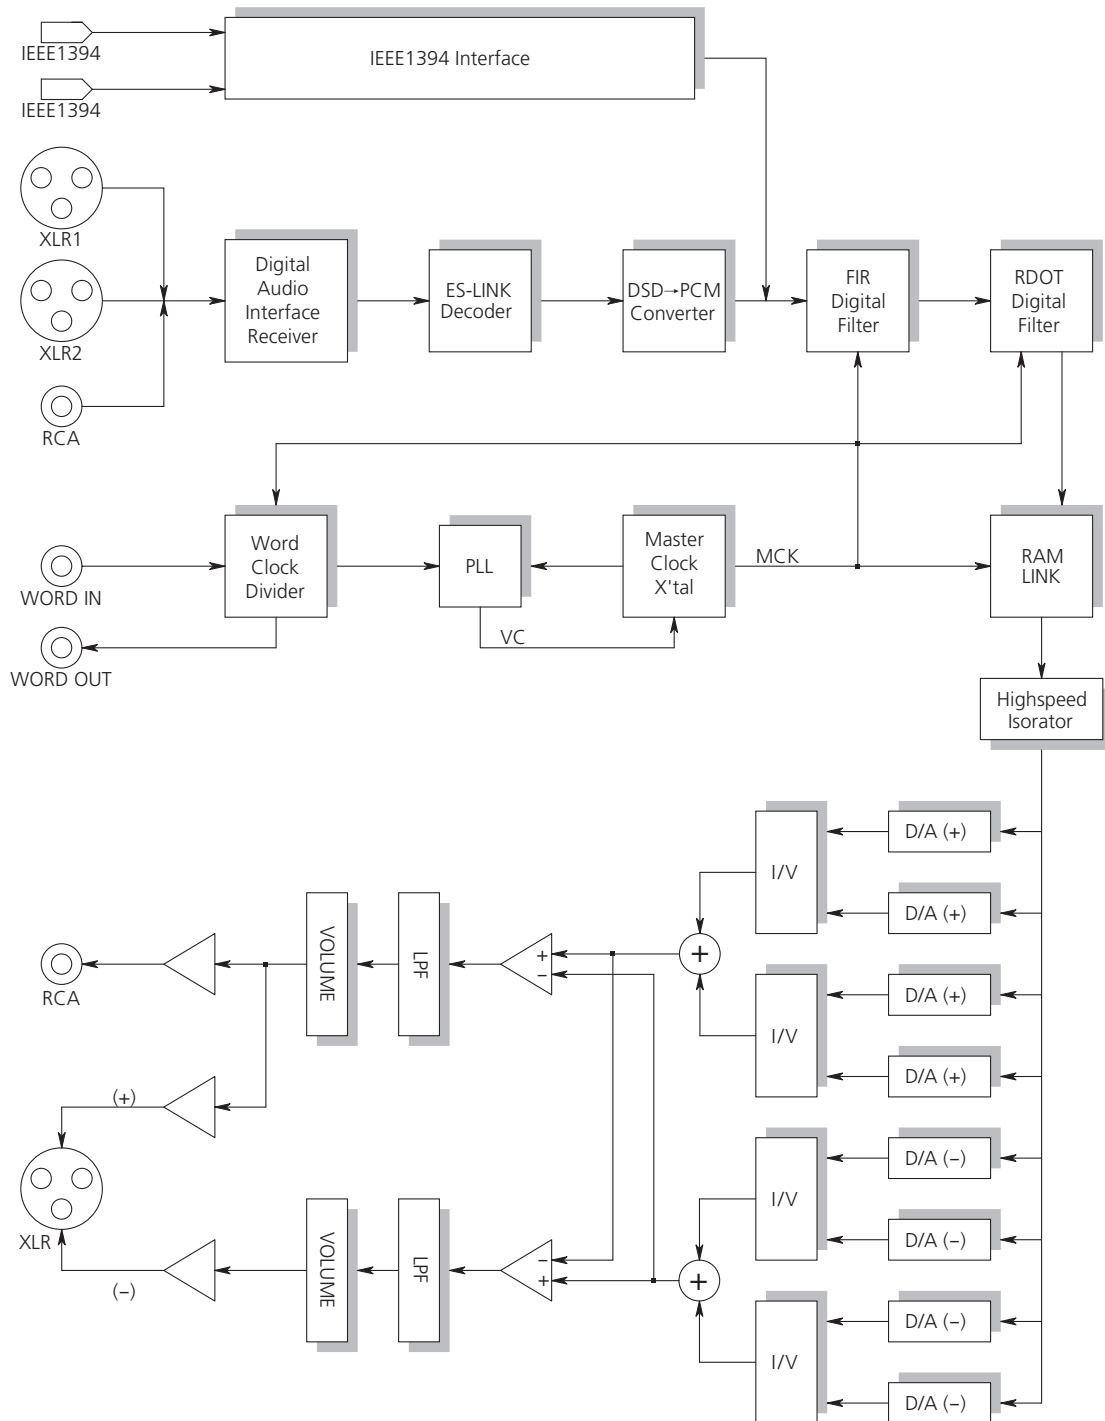 IEEE1394
IEEE1394 Interface
IEEE1394
XLR1
XLR2
RCA
Digital
Audio
Interface
Receiver
ES-LINK
Decoder
DSD→PCM
Converter
FIR
Digital
Filter
RDOT
Digital
Filter
WORD IN
WORD OUT
Word
Clock
Divider
PLL
VC
Master
Clock
X'tal
MCK
RAM
LINK
Highspeed
Isorator
D/A (+)
D/A (+)
D/A (+)
D/A (+)
D/A (−)
D/A (−)
D/A (−)
D/A (−)
I/V
I/V
I/V
I/V
+
+
+
−
−
+
LPF
VOLUME
RCA
(+)
XLR
(−)
LPF
VOLUME